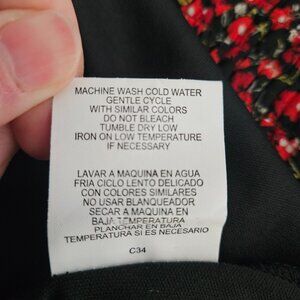 MACHINE WASH COLD WATER
GENTLE CYCLE
WITH SIMILAR COLORS
DO NOT BLEACH
TUMBLE DRY LOW
IRON ON LOW TEMPERATURE
IF NECESSARY
LAVAR A MAQUINA EN AGUA
FRIA CICLO LENTO DELICADO
CON COLORES SIMILARES
NO USAR BLANQUEADOR
SECAR A MAQUINA EN
BAJA TEMPERATURA
PLANCHAR EN BAJA
TEMPERATURA SI ES NECESARIO
C34